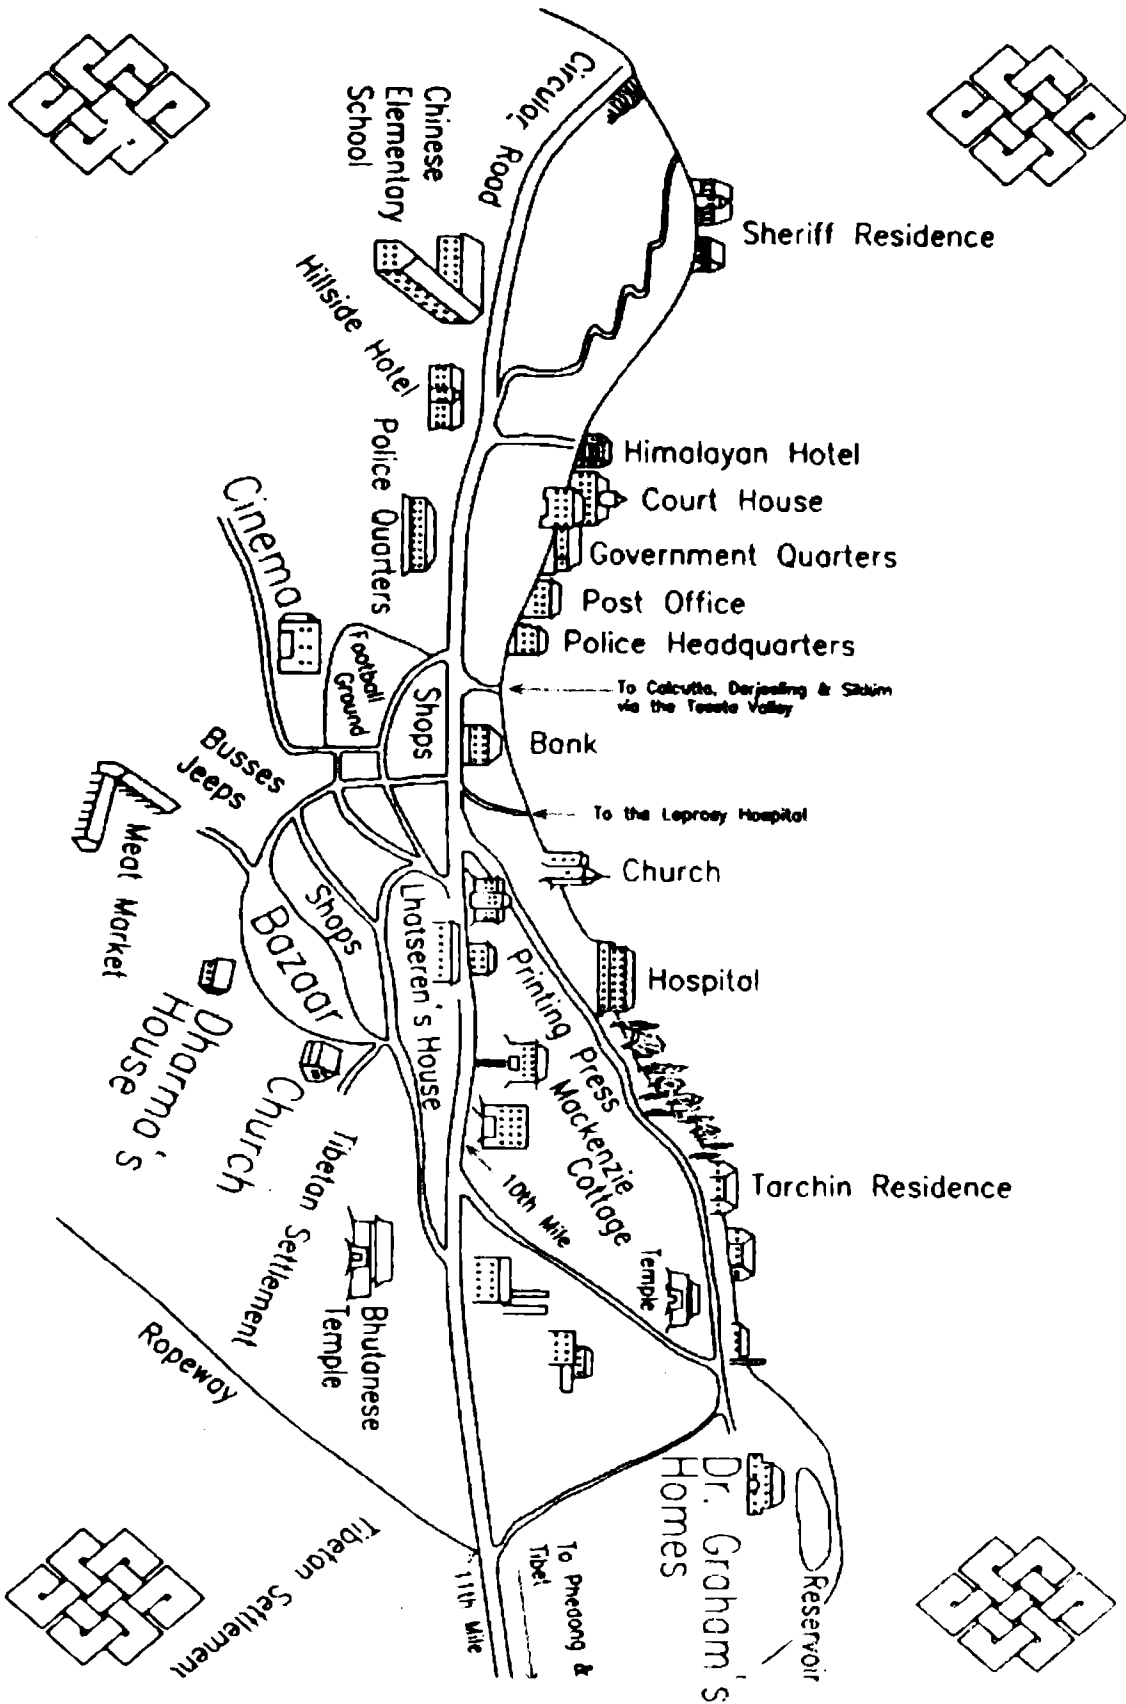 Circular Road
Chinese
Elementary
School
Sheriff Residence
Hillside Hotel
Himalayan Hotel
Court House
Police Quarters
Government Quarters
Cinema
Post Office
Police Headquarters
Football
Ground
To Calcutta, Darjeeling & Sikkim
via the Teesta Valley
Shops
Bank
Busses
Jeeps
To the Leprosy Hospital
Meat Market
Church
Shops
Lhatseren's House
Bazaar
Printing Press
Hospital
Dharma's
House
Church
Mackenzie
Cottage
Tibetan Settlement
10th Mile
Tarchin Residence
Temple
Bhutanese
Temple
Ropeway
Dr. Graham's
Homes
Reservoir
Tibetan Settlement
11th Mile
To Phedong &
Tibet